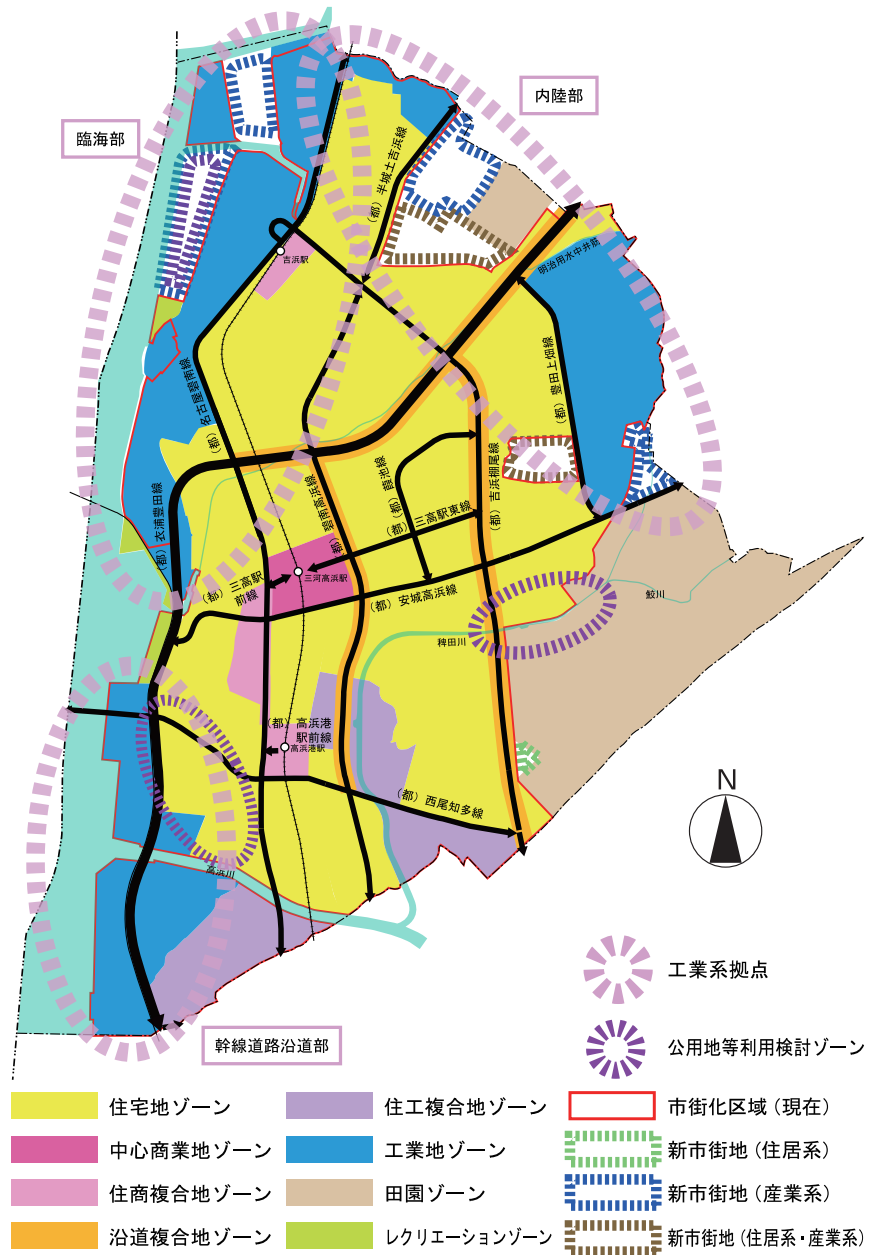 内陸部
臨海部
(都) 半城土吉浜線
吉浜駅
明治用水中井筋
(都) 名古屋碧南線
(都) 豊田上畑線
(都) 衣浦豊田線
(都) 碧南高浜線
(都) 葭池線
(都) 三高駅東線
(都) 吉浜棚尾線
三河高浜駅
(都) 三高駅
前線
(都) 安城高浜線
鮫川
稗田川
(都) 高浜港
駅前線
高浜港駅
(都) 西尾知多線
N
高浜川
幹線道路沿道部
工業系拠点
公用地等利用検討ゾーン
住宅地ゾーン
住工複合地ゾーン
市街化区域 (現在)
中心商業地ゾーン
工業地ゾーン
新市街地 (住居系)
住商複合地ゾーン
田園ゾーン
新市街地 (産業系)
沿道複合地ゾーン
レクリエーションゾーン
新市街地 (住居系・産業系)